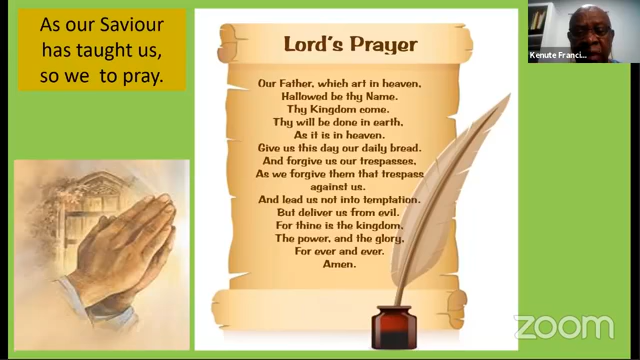 As our Saviour
has taught us,
so we to pray.
Lord's Prayer
Our Father, which art in heaven,
Hallowed be thy Name.
Thy Kingdom come.
Thy will be done in earth,
As it is in heaven.
Give us this day our daily bread.
And forgive us our trespasses,
As we forgive them that trespass
against us.
And lead us not into temptation,
But deliver us from evil.
For thine is the kingdom,
The power, and the glory,
For ever and ever.
Amen.
Kenute Franci...
zoom